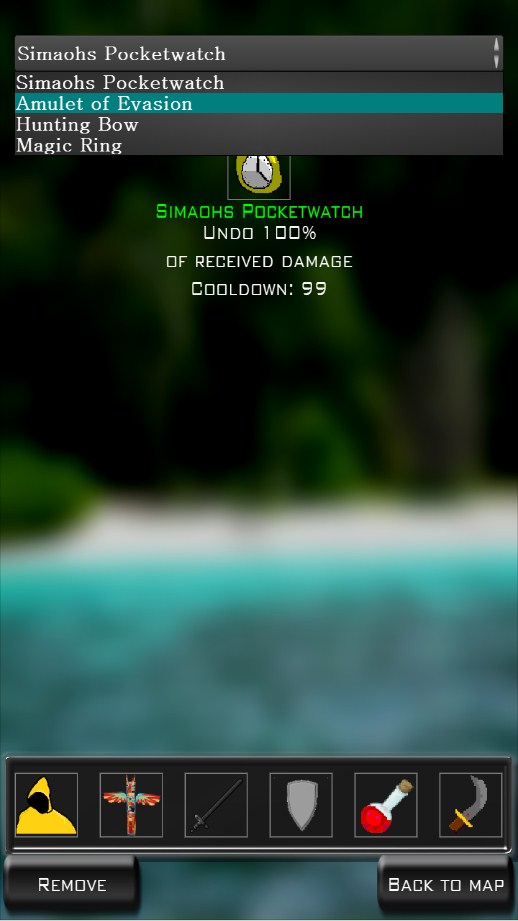 Simaohs Pocketwatch
Simaohs Pocketwatch
Amulet of Evasion
Hunting Bow
Magic Ring
Simaohs Pocketwatch
Undo 100%
of received damage
Cooldown: 99
Remove
Back to map